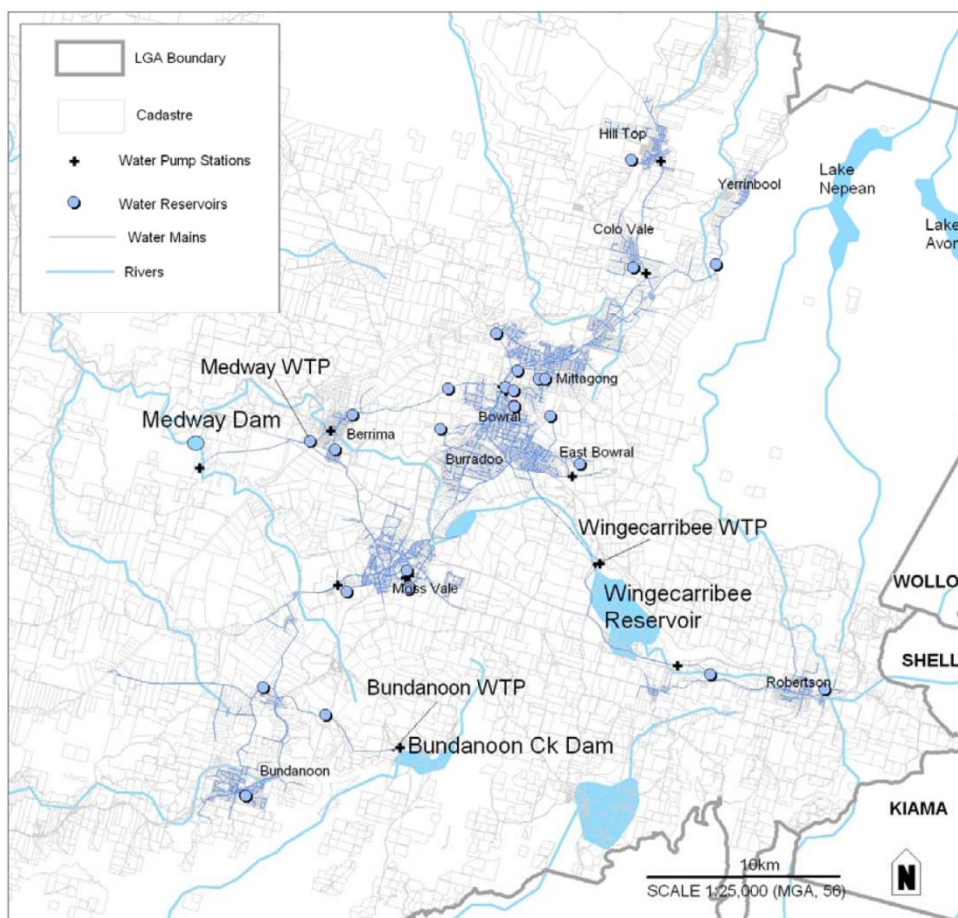 LGA Boundary
Cadastre
Water Pump Stations
Water Reservoirs
Water Mains
Rivers
Hill Top
Yerrinbool
Lake
Nepean
Lake
Avon
Colo Vale
Medway WTP
Mittagong
Medway Dam
Bowral
Berrima
Burradoo
East Bowral
Wingecarribee WTP
Moss Vale
Wingecarribee
Reservoir
WOLLO
SHELL
Bundanoon WTP
Robertson
Bundanoon Ck Dam
Bundanoon
KIAMA
10km
SCALE 1:25,000 (MGA, 56)
N